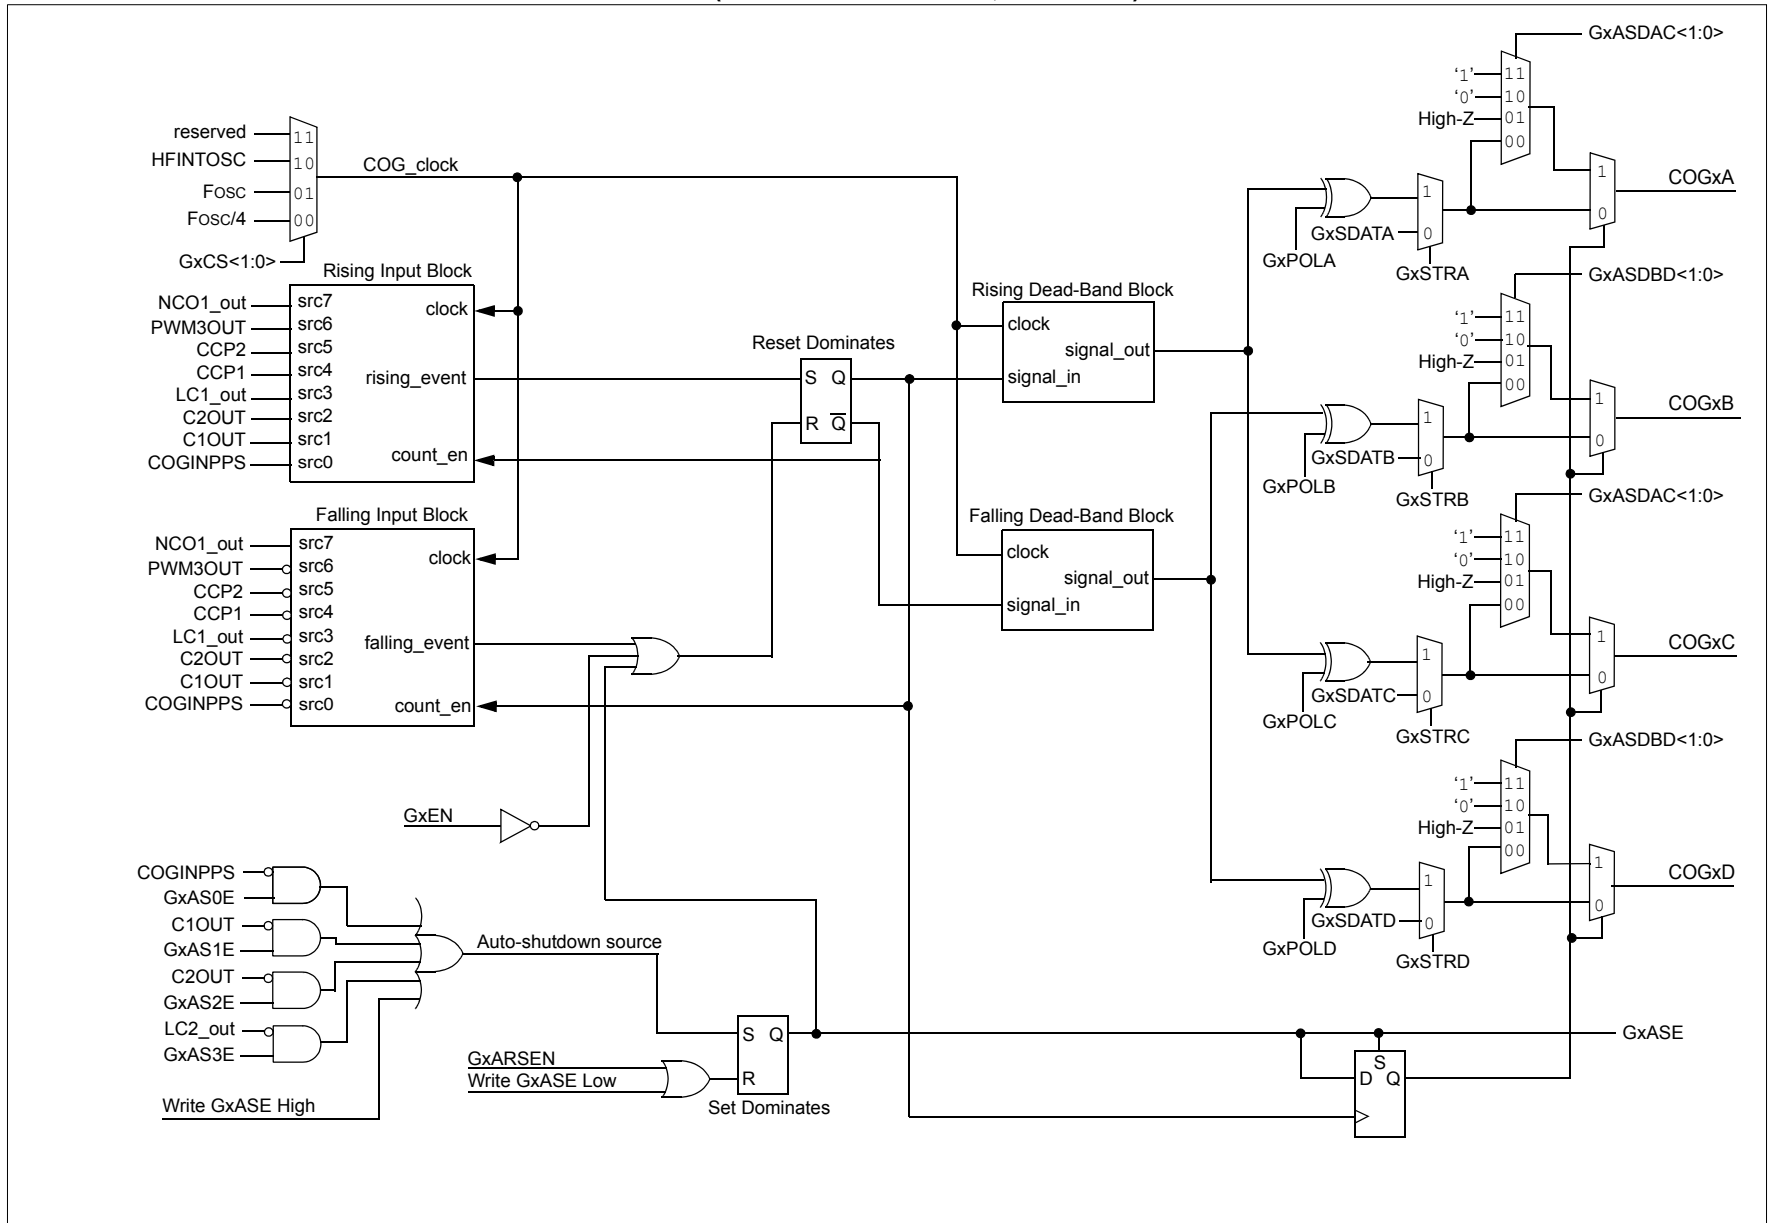 GxASDAC<1:0>
'1' 11
'0' 10
High-Z 01
00
reserved 11
HFINTOSC 10
FOSC 01
FOSC/4 00
GxCS<1:0>
COG_clock
1
0
COGxA
1
GxSDATA 0
GxPOLA
GxSTRA
Rising Input Block
NCO1_out src7
PWM3OUT src6
CCP2 src5
CCP1 src4
LC1_out src3
C2OUT src2
C1OUT src1
COGINPPS src0
clock
rising_event
count_en
Reset Dominates
S Q
R Q̅
Rising Dead-Band Block
clock
signal_out
signal_in
GxASDBD<1:0>
'1' 11
'0' 10
High-Z 01
00
1
0
COGxB
1
GxSDATB 0
GxPOLB
GxSTRB
Falling Input Block
NCO1_out src7
PWM3OUT src6
CCP2 src5
CCP1 src4
LC1_out src3
C2OUT src2
C1OUT src1
COGINPPS src0
clock
falling_event
count_en
Falling Dead-Band Block
clock
signal_out
signal_in
GxASDAC<1:0>
'1' 11
'0' 10
High-Z 01
00
1
0
COGxC
1
GxSDATC 0
GxPOLC
GxSTRC
GxASDBD<1:0>
'1' 11
'0' 10
High-Z 01
00
1
0
COGxD
1
GxSDATD 0
GxPOLD
GxSTRD
GxEN
COGINPPS
GxAS0E
C1OUT
GxAS1E
C2OUT
GxAS2E
LC2_out
GxAS3E
Write GxASE High
Auto-shutdown source
GxARSEN
Write GxASE Low
S Q
R
Set Dominates
GxASE
S
D Q